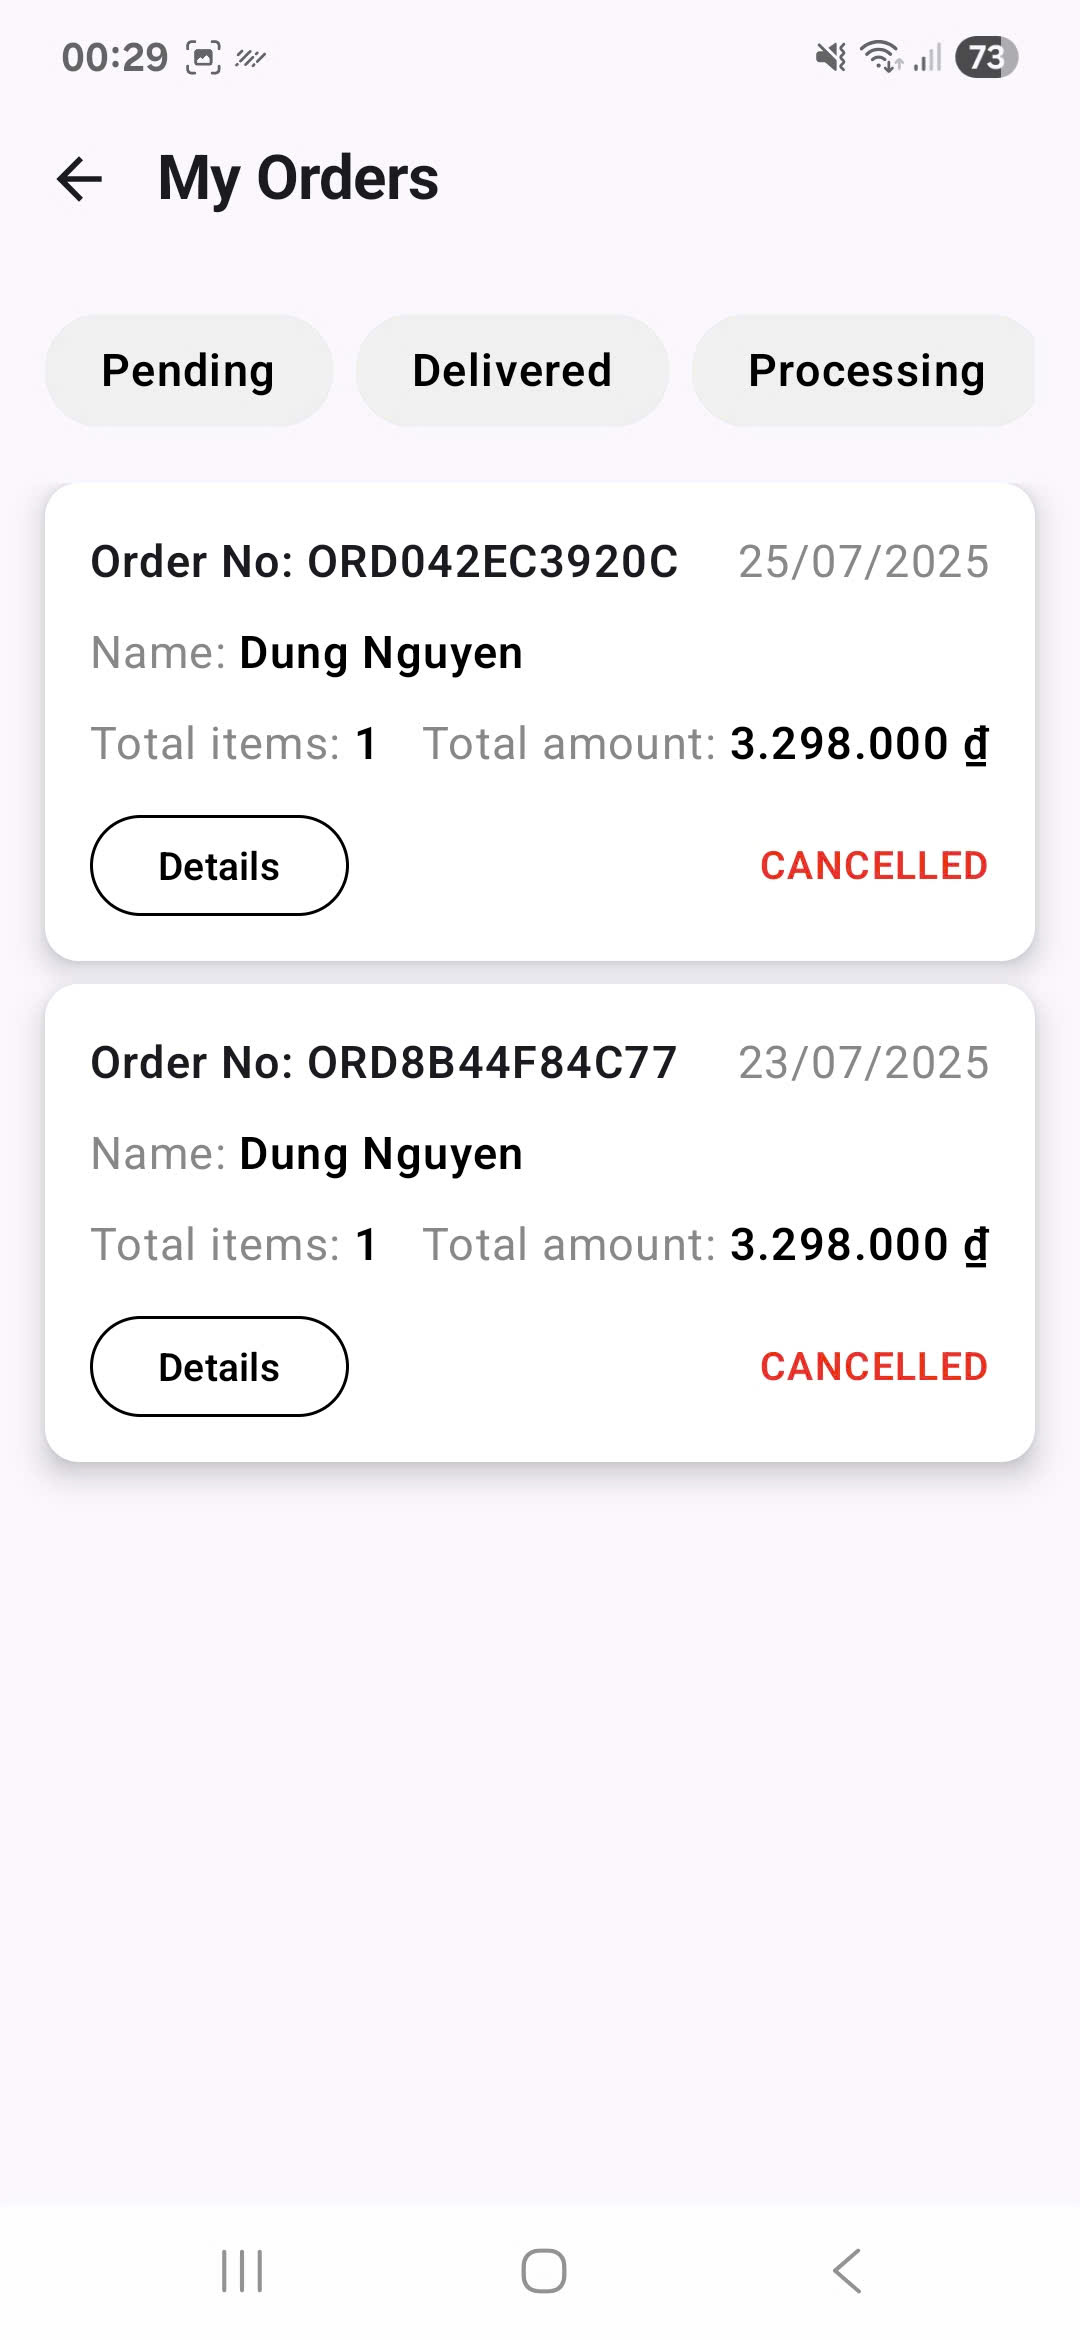 00:29 73
My Orders
Pending Delivered Processing
Order No: ORD042EC3920C 25/07/2025
Name: Dung Nguyen
Total items: 1 Total amount: 3.298.000 ₫
Details CANCELLED
Order No: ORD8B44F84C77 23/07/2025
Name: Dung Nguyen
Total items: 1 Total amount: 3.298.000 ₫
Details CANCELLED